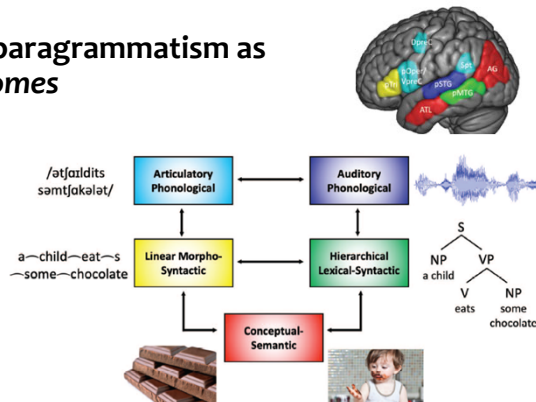 paragrammatism as
omes
DpreC
pOper/
VpreC
pTri
Spt
AG
pSTG
pMTG
ATL
/ətʃaɪldits
səmtʃakələt/
Articulatory
Phonological
Auditory
Phonological
a⁀child⁀eat⁀s
⁀some⁀chocolate
Linear Morpho-
Syntactic
Hierarchical
Lexical-Syntactic
S
NP VP
a child
V NP
eats some
chocolate
Conceptual-
Semantic